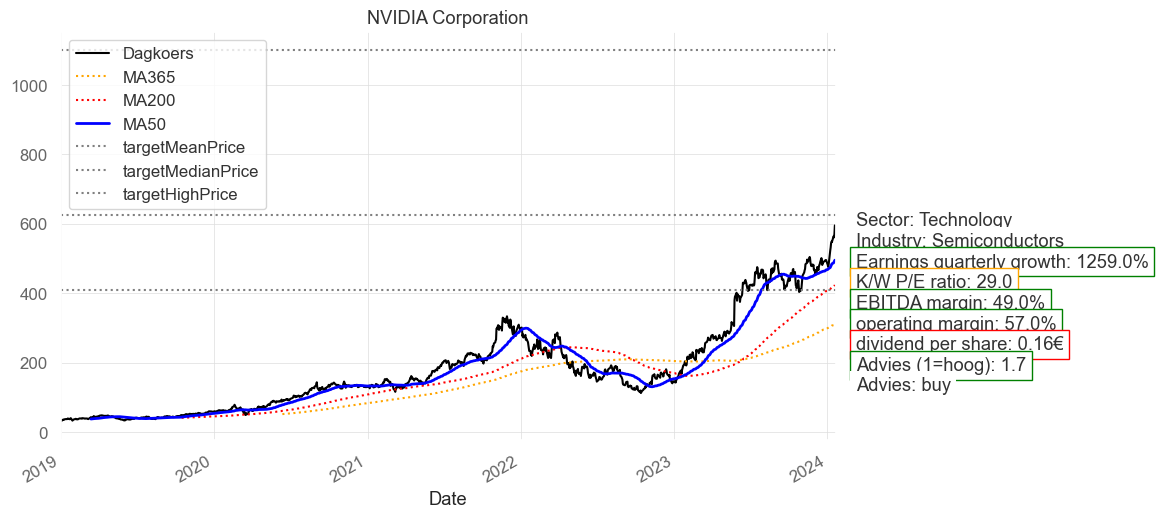 NVIDIA Corporation
Dagkoers
MA365
MA200
MA50
targetMeanPrice
targetMedianPrice
targetHighPrice
1000
800
600
400
200
0
2019
2020
2021
2022
2023
2024
Date
Sector: Technology
Industry: Semiconductors
Earnings quarterly growth: 1259.0%
K/W P/E ratio: 29.0
EBITDA margin: 49.0%
operating margin: 57.0%
dividend per share: 0.16€
Advies (1=hoog): 1.7
Advies: buy